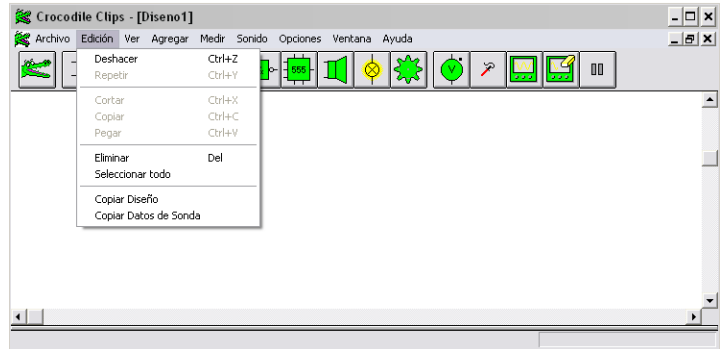 Crocodile Clips - [Diseno1]
Archivo Edición Ver Agregar Medir Sonido Opciones Ventana Ayuda
Deshacer Ctrl+Z
Repetir Ctrl+Y
Cortar Ctrl+X
Copiar Ctrl+C
Pegar Ctrl+V
Eliminar Del
Seleccionar todo
Copiar Diseño
Copiar Datos de Sonda
555
V